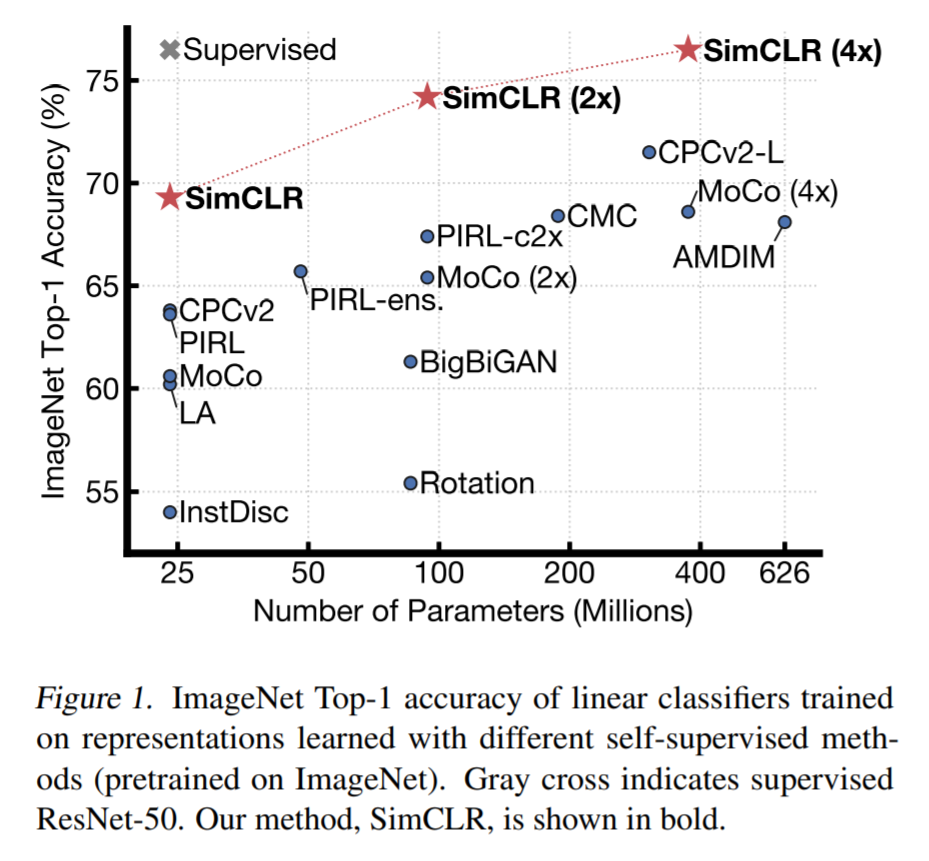 Supervised
SimCLR (4x)
75
SimCLR (2x)
CPCv2-L
70
MoCo (4x)
SimCLR
CMC
PIRL-c2x
AMDIM
65
MoCo (2x)
PIRL-ens.
CPCv2
PIRL
BigBiGAN
60
MoCo
LA
55
Rotation
InstDisc
ImageNet Top-1 Accuracy (%)
25 50 100 200 400 626
Number of Parameters (Millions)
Figure 1. ImageNet Top-1 accuracy of linear classifiers trained
on representations learned with different self-supervised meth-
ods (pretrained on ImageNet). Gray cross indicates supervised
ResNet-50. Our method, SimCLR, is shown in bold.